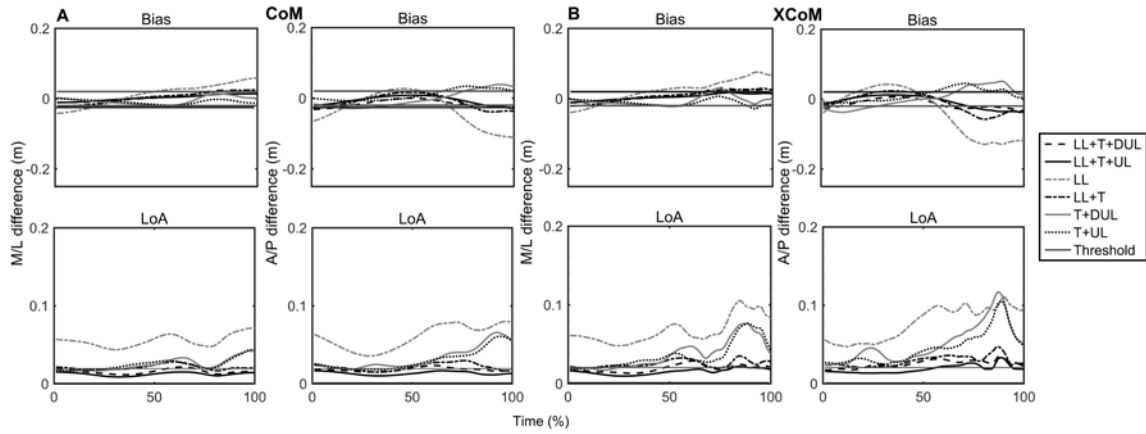 A
CoM
B
XCoM
Bias
Bias
Bias
Bias
0.2
0
-0.2
M/L difference (m)
0.2
0
-0.2
A/P difference (m)
0.2
0
-0.2
M/L difference (m)
0.2
0
-0.2
A/P difference (m)
LoA
LoA
LoA
LoA
0.2
0.1
0
0.2
0.1
0
0.2
0.1
0
0.2
0.1
0
0 50 100
0 50 100
0 50 100
0 50 100
Time (%)
LL+T+DUL
LL+T+UL
LL
LL+T
T+DUL
T+UL
Threshold